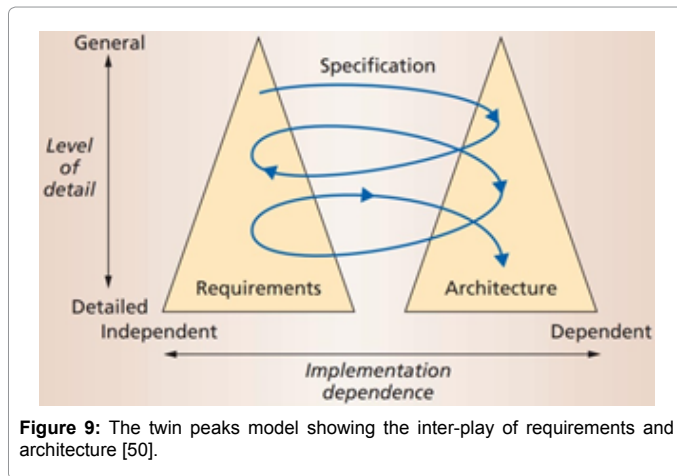 General
Specification
Level
of
detail
Requirements
Architecture
Detailed
Independent
Dependent
Implementation
dependence
Figure 9: The twin peaks model showing the inter-play of requirements and
architecture [50].